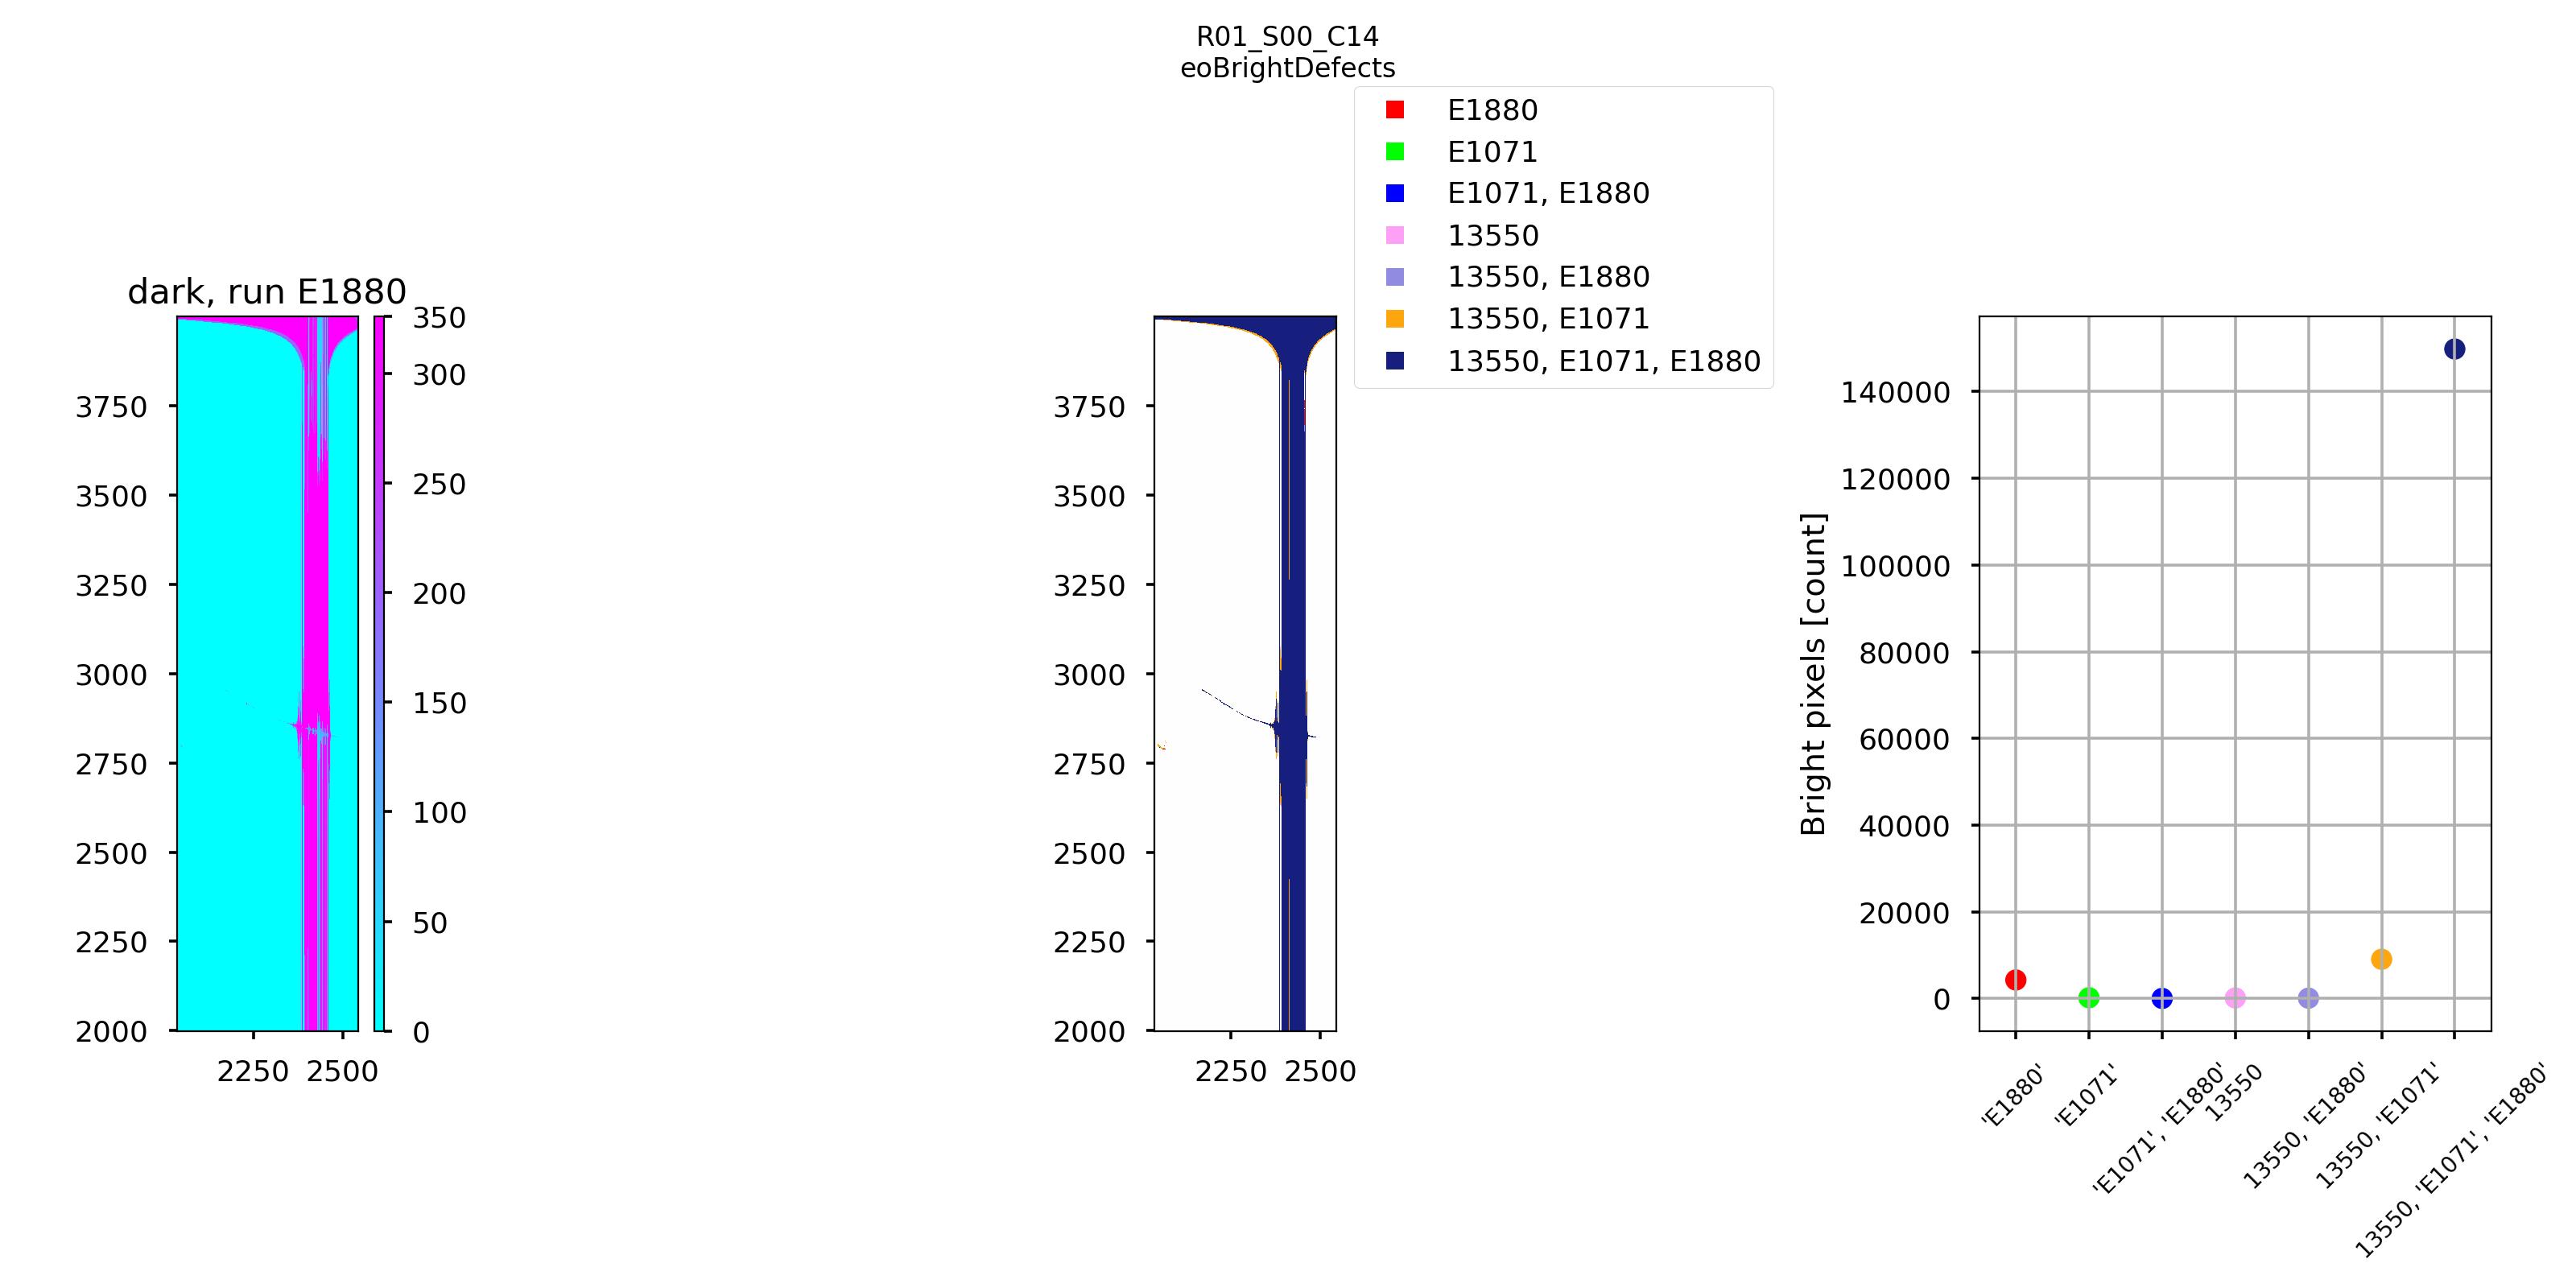 R01_S00_C14
eoBrightDefects
E1880
E1071
E1071, E1880
13550
13550, E1880
13550, E1071
13550, E1071, E1880
dark, run E1880
3750
3500
3250
3000
2750
2500
2250
2000
2250 2500
350
300
250
200
150
100
50
0
3750
3500
3250
3000
2750
2500
2250
2000
2250 2500
Bright pixels [count]
140000
120000
100000
80000
60000
40000
20000
0
'E1880'
'E1071'
'E1071', 'E1880'
13550
13550, 'E1880'
13550, 'E1071'
13550, 'E1071', 'E1880'